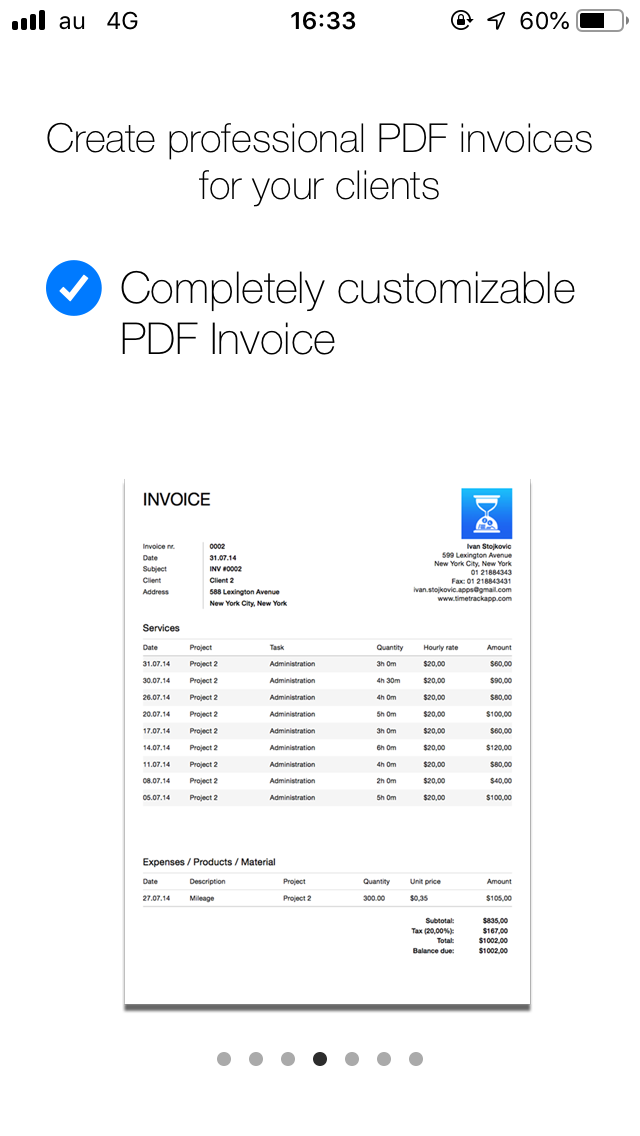 au 4G 16:33 60%
Create professional PDF invoices
for your clients
Completely customizable
PDF Invoice
INVOICE
Invoice nr. 0002
Date 31.07.14
Subject INV #0002
Client Client 2
Address 588 Lexington Avenue
New York City, New York
Ivan Stojkovic
599 Lexington Avenue
New York City, New York
01 21884343
Fax: 01 218843431
ivan.stojkovic.apps@gmail.com
www.timetrackapp.com
Services
Date Project Task Quantity Hourly rate Amount
31.07.14 Project 2 Administration 3h 0m $20,00 $60,00
30.07.14 Project 2 Administration 4h 30m $20,00 $90,00
26.07.14 Project 2 Administration 4h 0m $20,00 $80,00
20.07.14 Project 2 Administration 5h 0m $20,00 $100,00
17.07.14 Project 2 Administration 3h 0m $20,00 $60,00
14.07.14 Project 2 Administration 6h 0m $20,00 $120,00
11.07.14 Project 2 Administration 4h 0m $20,00 $80,00
08.07.14 Project 2 Administration 2h 0m $20,00 $40,00
05.07.14 Project 2 Administration 5h 0m $20,00 $100,00
Expenses / Products / Material
Date Description Project Quantity Unit price Amount
27.07.14 Mileage Project 2 300.00 $0,35 $105,00
Subtotal: $835,00
Tax (20,00%): $167,00
Total: $1002,00
Balance due: $1002,00